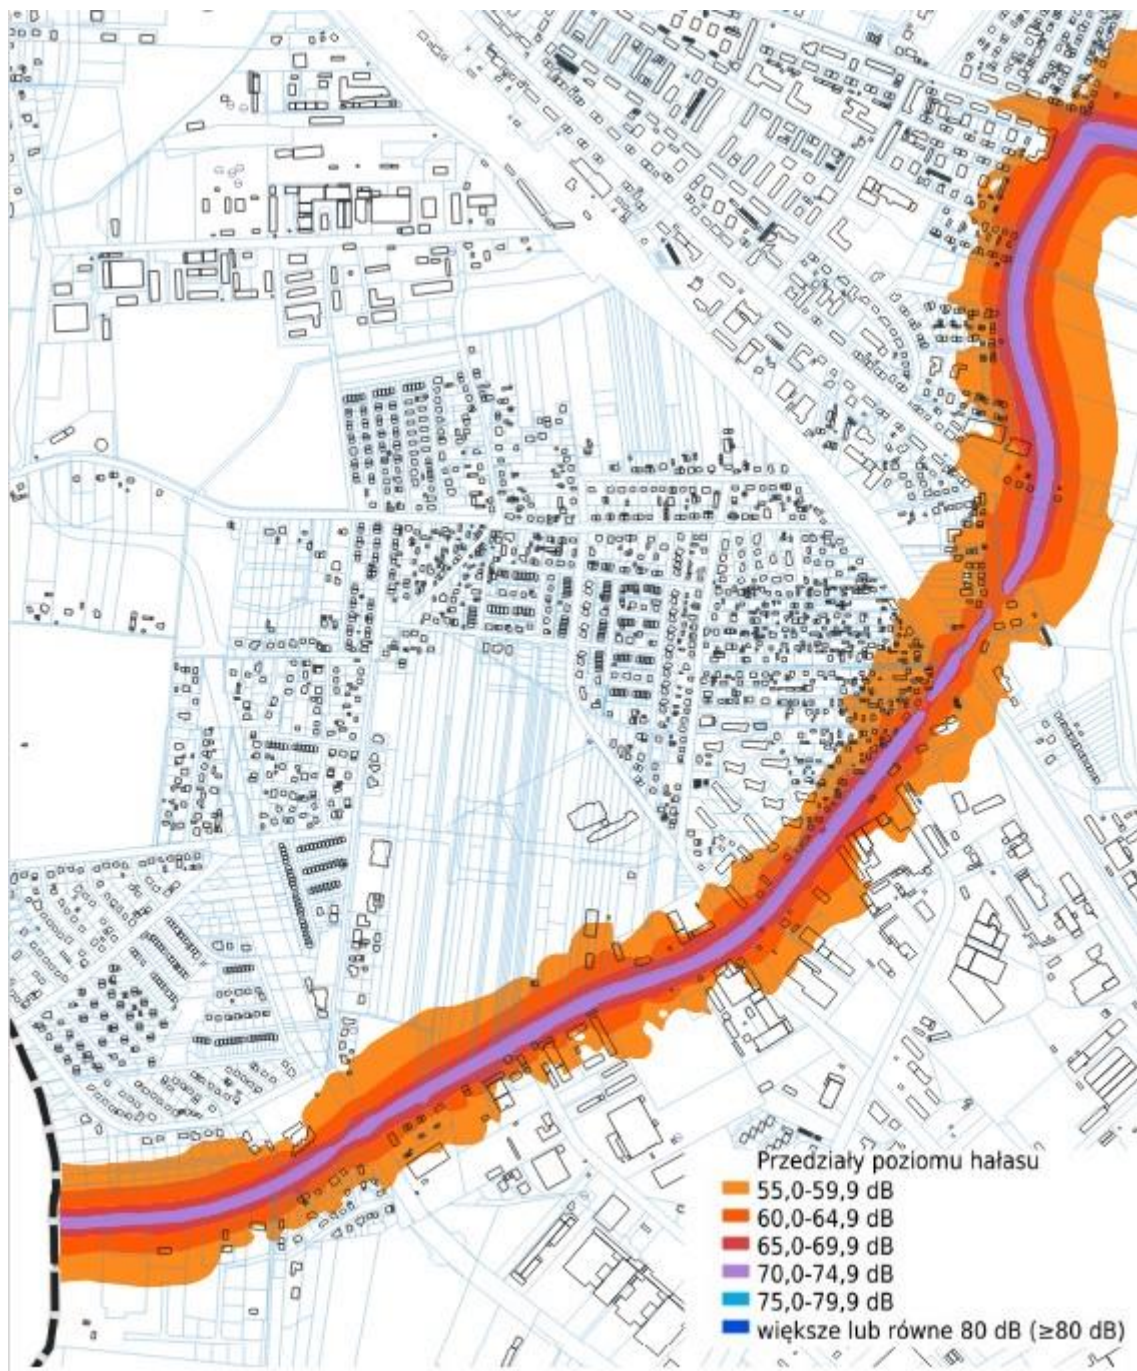 Przedziały poziomu hałasu
55,0-59,9 dB
60,0-64,9 dB
65,0-69,9 dB
70,0-74,9 dB
75,0-79,9 dB
większe lub równe 80 dB (≥80 dB)